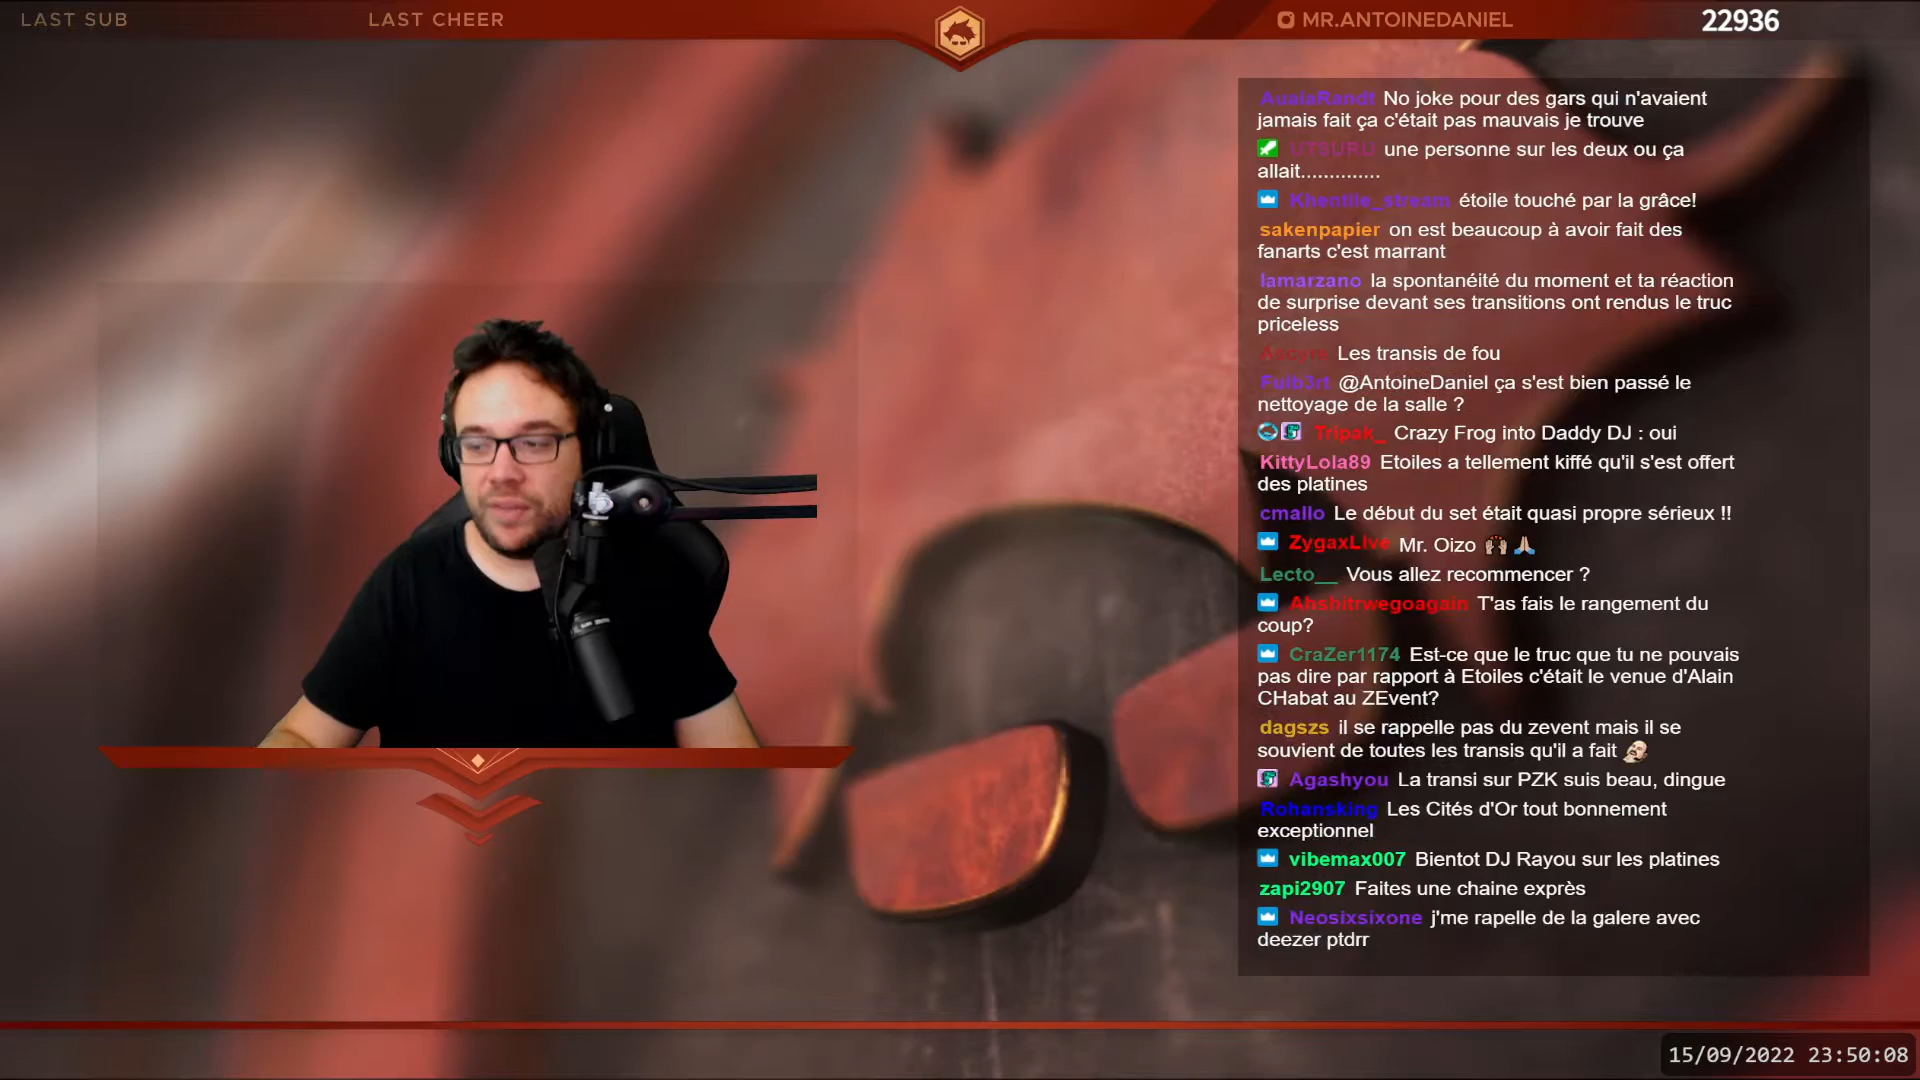 LAST SUB
LAST CHEER
MR.ANTOINEDANIEL
22936
No joke pour des gars qui n'avaient
jamais fait ça c'était pas mauvais je trouve
UTSURU une personne sur les deux ou ça
allait..............
Khentile_stream étoile touché par la grâce!
sakenpapier on est beaucoup à avoir fait des
fanarts c'est marrant
lamarzano la spontanéité du moment et ta réaction
de surprise devant ses transitions ont rendus le truc
priceless
Les transis de fou
Fulb3rt @AntoineDaniel ça s'est bien passé le
nettoyage de la salle ?
Tripak_ Crazy Frog into Daddy DJ : oui
KittyLola89 Etoiles a tellement kiffé qu'il s'est offert
des platines
cmallo Le début du set était quasi propre sérieux !!
ZygaxLive Mr. Oizo
Lecto__ Vous allez recommencer ?
Ahshitrwegoagain T'as fais le rangement du
coup?
CraZer1174 Est-ce que le truc que tu ne pouvais
pas dire par rapport à Etoiles c'était le venue d'Alain
CHabat au ZEvent?
dagszs il se rappelle pas du zevent mais il se
souvient de toutes les transis qu'il a fait
Agashyou La transi sur PZK suis beau, dingue
Rohansking Les Cités d'Or tout bonnement
exceptionnel
vibemax007 Bientot DJ Rayou sur les platines
zapi2907 Faites une chaine exprès
Neosixsixone j'me rapelle de la galere avec
deezer ptdrr
15/09/2022 23:50:08